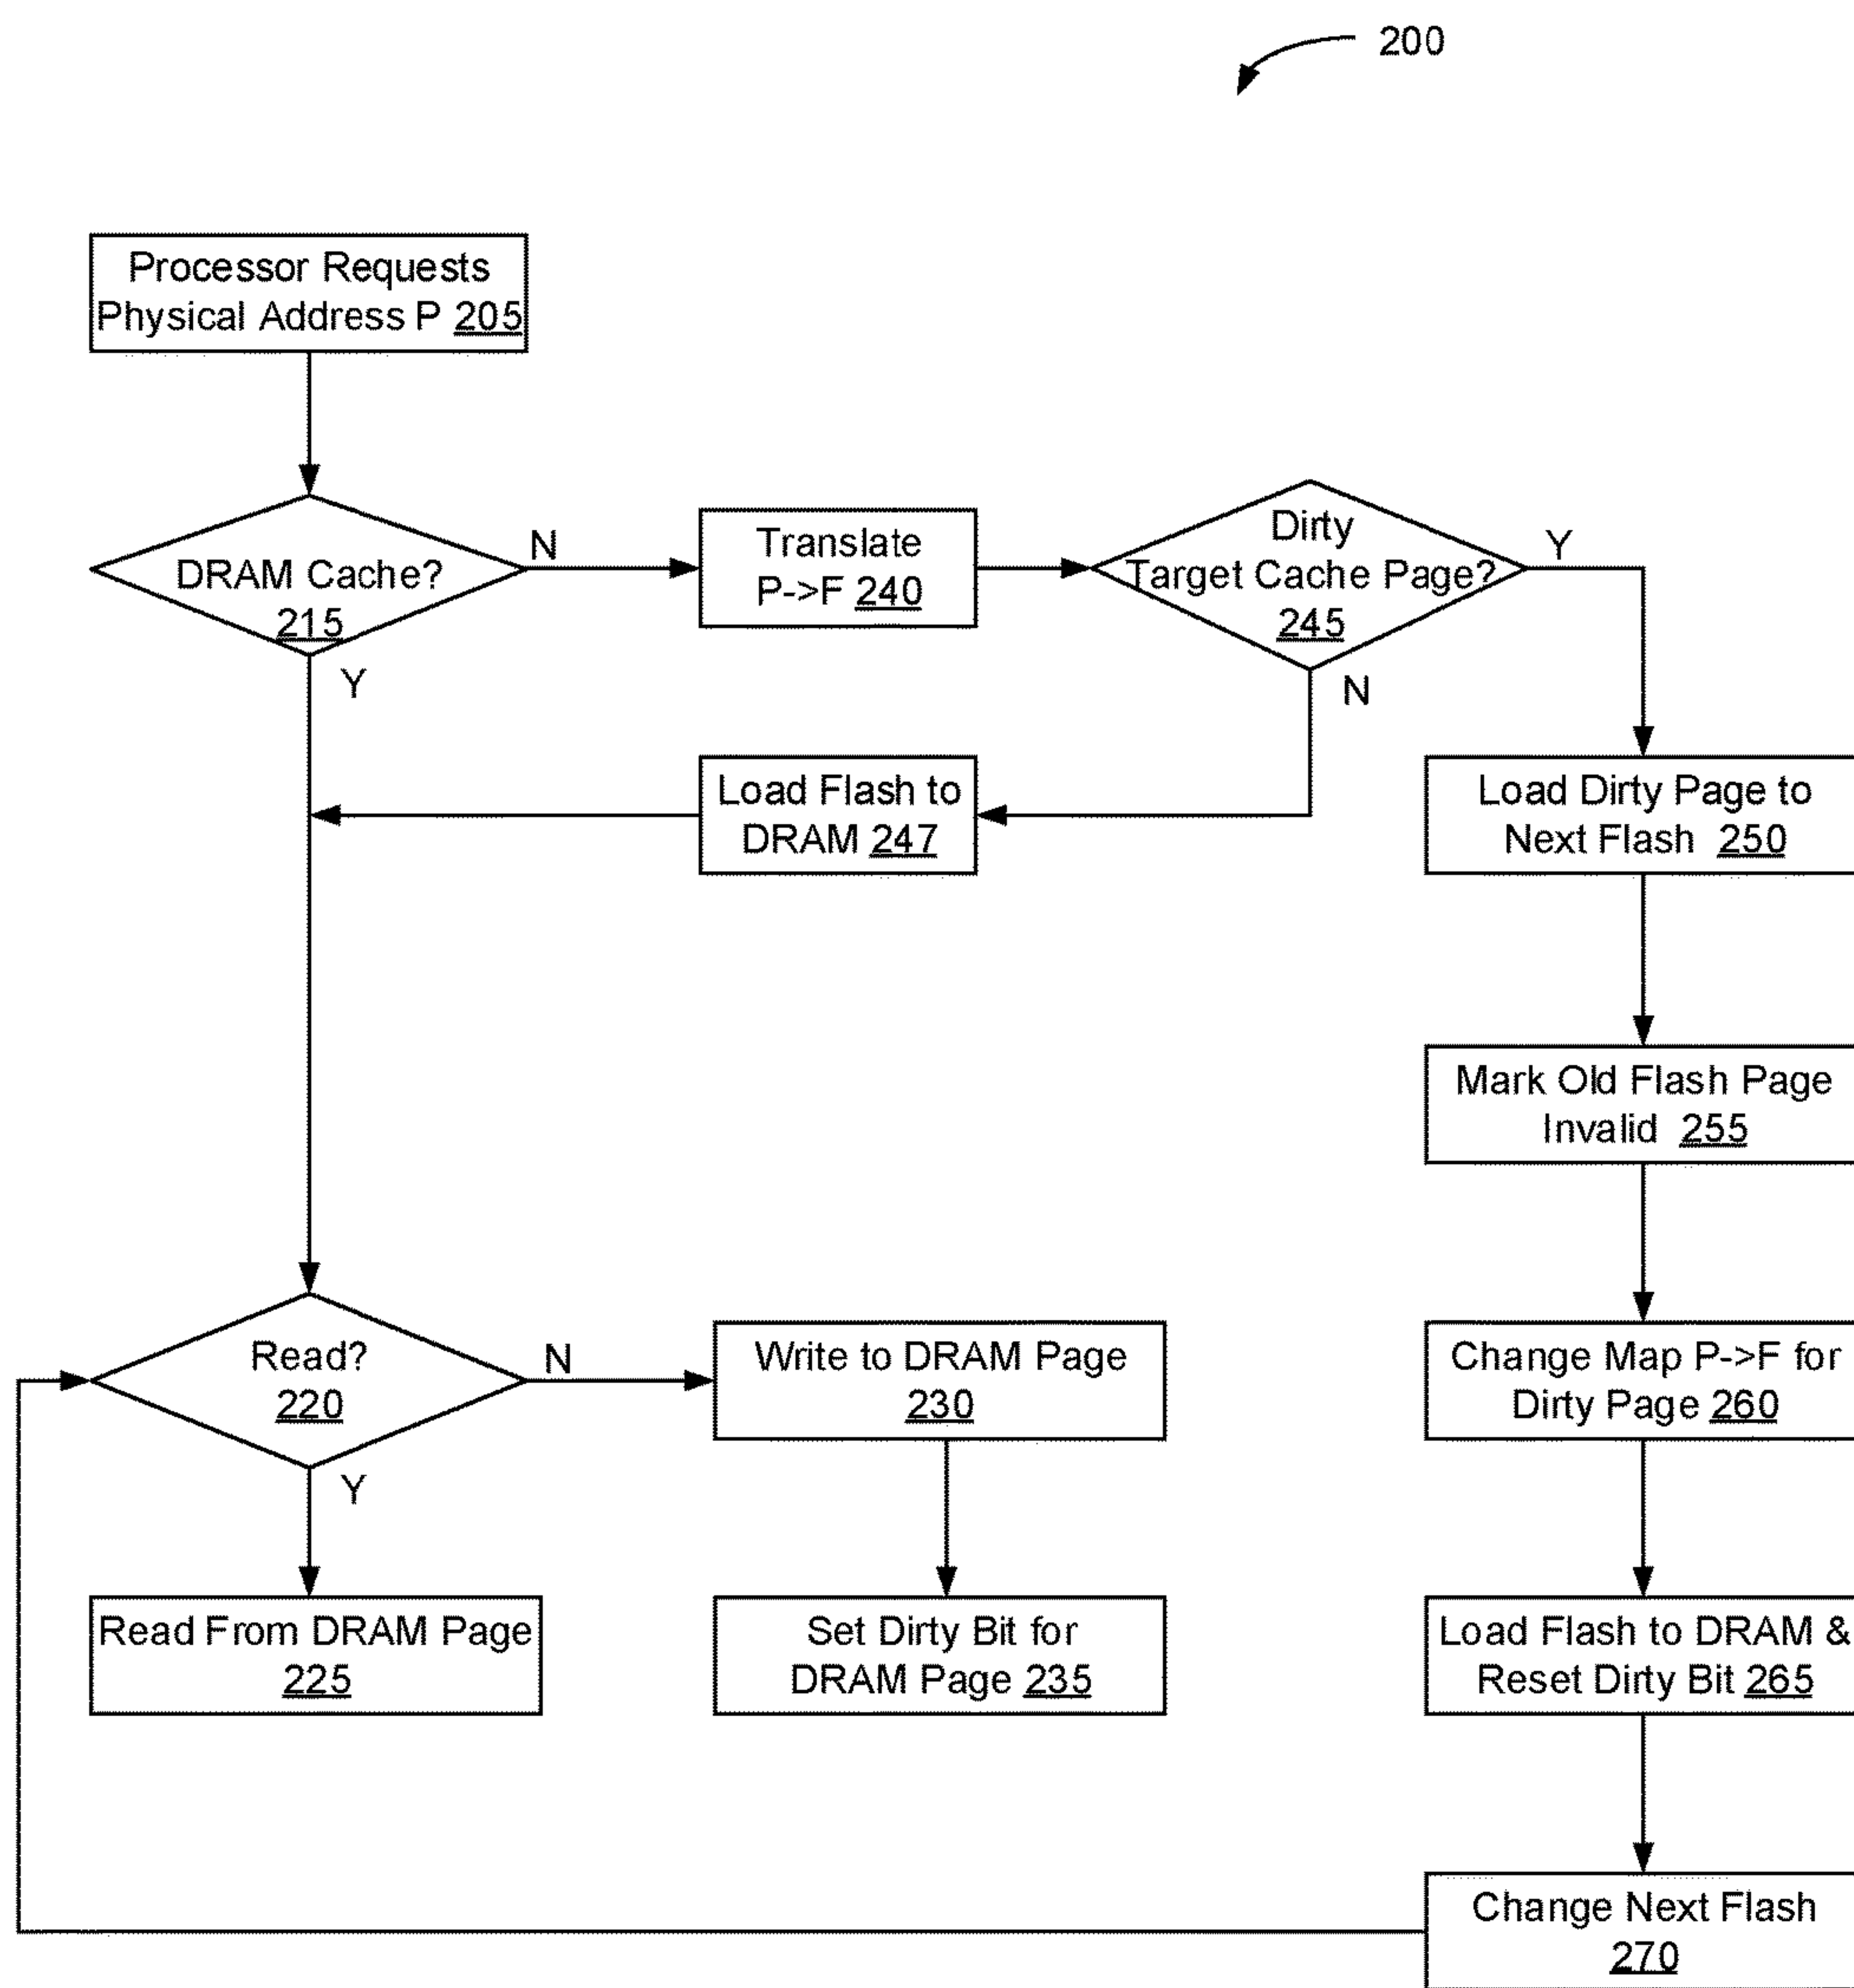 200
Processor Requests
Physical Address P 205
DRAM Cache?
215
N
Y
Translate
P->F 240
Dirty
Target Cache Page?
245
Y
N
Load Flash to
DRAM 247
Load Dirty Page to
Next Flash 250
Mark Old Flash Page
Invalid 255
Read?
220
N
Y
Write to DRAM Page
230
Change Map P->F for
Dirty Page 260
Read From DRAM Page
225
Set Dirty Bit for
DRAM Page 235
Load Flash to DRAM &
Reset Dirty Bit 265
Change Next Flash
270